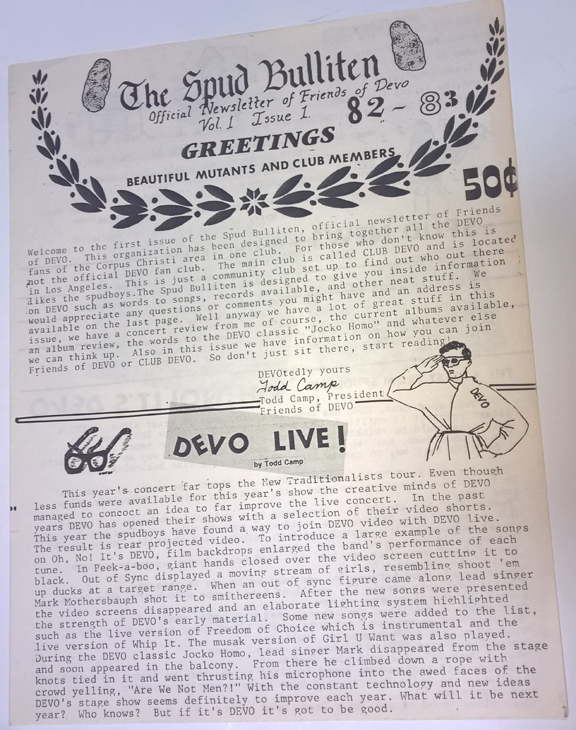 The Spud Bulliten
Official Newsletter of Friends of Devo
Vol. 1 Issue 1. 82-83
GREETINGS
BEAUTIFUL MUTANTS AND CLUB MEMBERS
50¢
Welcome to the first issue of the Spud Bulliten, official newsletter of Friends
of DEVO. This organization has been designed to bring together all the DEVO
fans of the Corpus Christi area in one club. For those who don't know this is
not the official DEVO fan club. The main club is called CLUB DEVO and is located
in Los Angeles. This is just a community club set up to find out who out there
likes the spudboys.The Spud Bulliten is designed to give you inside information
on DEVO such as words to songs, records available, and other neat stuff. We
would appreciate any questions or comments you might have and an address is
available on the last page. Well anyway we have a lot of great stuff in this
issue, we have a concert review from me of course, the current albums available,
an album review, the words to the DEVO classic "Jocko Homo" and whatever else
we can think up. Also in this issue we have information on how you can join
Friends of DEVO or CLUB DEVO. So don't just sit there, start reading!
DEVOtedly yours
Todd Camp
Todd Camp, President
Friends of DEVO
DEVO
DEVO LIVE!
by Todd Camp
This year's concert far tops the New Traditionalists tour. Even though
less funds were available for this year's show the creative minds of DEVO
managed to concoct an idea to far improve the live concert. In the past
years DEVO has opened their shows with a selection of their video shorts.
This year the spudboys have found a way to join DEVO video with DEVO live.
The result is rear projected video. To introduce a large example of the songs
on Oh, No! It's DEVO, film backdrops enlarged the band's performance of each
tune. In Peek-a-boo, giant hands closed over the video screen cutting it to
black. Out of Sync displayed a moving stream of girls, resembling shoot 'em
up ducks at a target range. When an out of sync figure came along lead singer
Mark Mothersbaugh shot it to smithereens. After the new songs were presented
the video screens disappeared and an elaborate lighting system highlighted
the strength of DEVO's early material. Some new songs were added to the list,
such as the live version of Freedom of Choice which is instrumental and the
live version of Whip It. The musak version of Girl U Want was also played.
During the DEVO classic Jocko Homo, lead singer Mark disappeared from the stage
and soon appeared in the balcony. From there he climbed down a rope with
knots tied in it and went thrusting his microphone into the awed faces of the
crowd yelling, "Are We Not Men?!" With the constant technology and new ideas
DEVO's stage show seems definitely to improve each year. What will it be next
year? Who knows? But if it's DEVO it's got to be good.